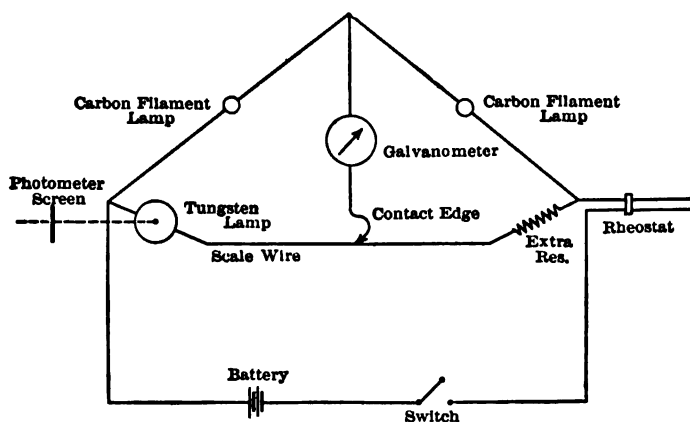 Carbon Filament
Lamp
Carbon Filament
Lamp
Galvanometer
Photometer
Screen
Tungsten
Lamp
Contact Edge
Scale Wire
Extra
Res.
Rheostat
Battery
Switch